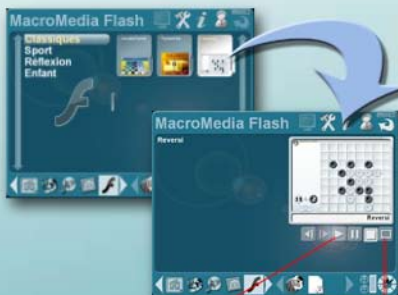 MacroMedia Flash
Classiques
Sport
Réflexion
Enfant
MacroMedia Flash
Reversi
Reversi